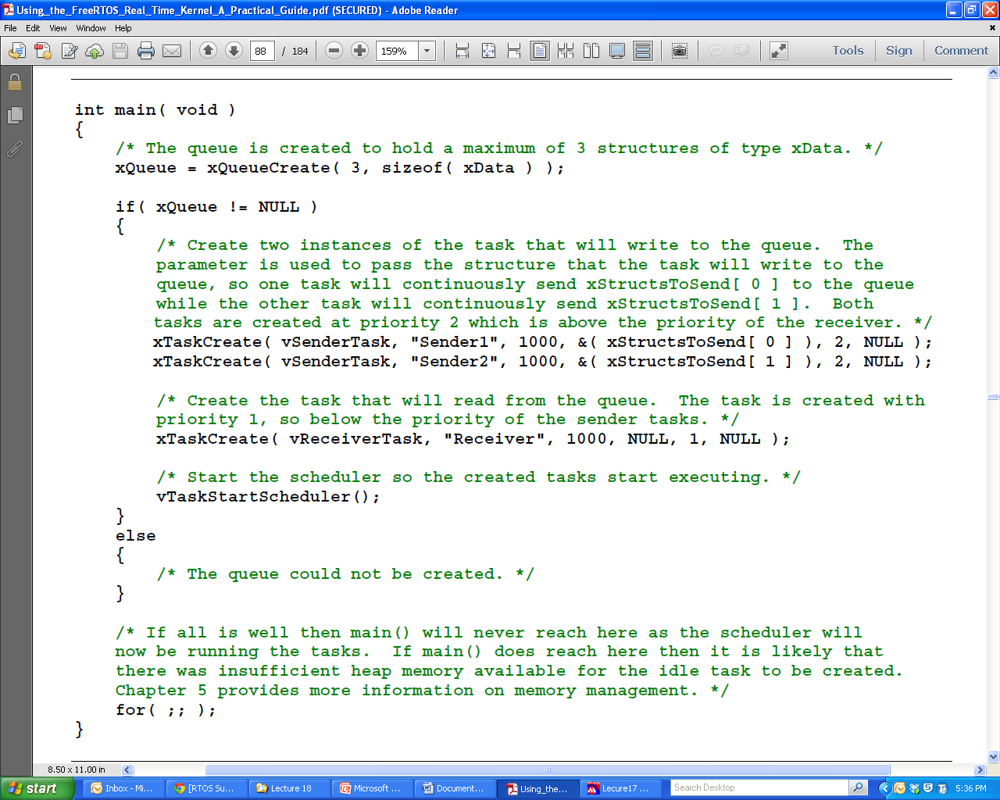 Using_the_FreeRTOS_Real_Time_Kernel_A_Practical_Guide.pdf (SECURED) - Adobe Reader
File Edit View Window Help
88 / 184 159% Tools Sign Comment
int main( void )
{
/* The queue is created to hold a maximum of 3 structures of type xData. */
xQueue = xQueueCreate( 3, sizeof( xData ) );
if( xQueue != NULL )
{
/* Create two instances of the task that will write to the queue. The
parameter is used to pass the structure that the task will write to the
queue, so one task will continuously send xStructsToSend[ 0 ] to the queue
while the other task will continuously send xStructsToSend[ 1 ]. Both
tasks are created at priority 2 which is above the priority of the receiver. */
xTaskCreate( vSenderTask, "Sender1", 1000, &( xStructsToSend[ 0 ] ), 2, NULL );
xTaskCreate( vSenderTask, "Sender2", 1000, &( xStructsToSend[ 1 ] ), 2, NULL );
/* Create the task that will read from the queue. The task is created with
priority 1, so below the priority of the sender tasks. */
xTaskCreate( vReceiverTask, "Receiver", 1000, NULL, 1, NULL );
/* Start the scheduler so the created tasks start executing. */
vTaskStartScheduler();
}
else
{
/* The queue could not be created. */
}
/* If all is well then main() will never reach here as the scheduler will
now be running the tasks. If main() does reach here then it is likely that
there was insufficient heap memory available for the idle task to be created.
Chapter 5 provides more information on memory management. */
for( ;; );
}
8.50 x 11.00 in
start Inbox - Mi... [RTOS Su... Lecture 18 Microsoft ... Document... Using_the... Lecure17 ... Search Desktop 5:36 PM